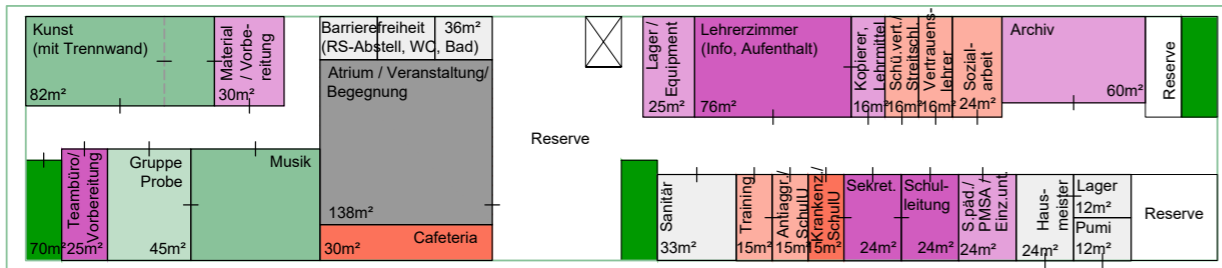 Kunst
(mit Trennwand)
82m²
Material
/ Vorbe-
reitung
30m²
Barrierefreiheit
36m²
(RS-Abstell, WC, Bad)
Atrium / Veranstaltung/
Begegnung
138m²
Cafeteria
30m²
Reserve
Lager /
Equipment
25m²
Lehrerzimmer
(Info, Aufenthalt)
76m²
Kopierer,
Lehrmittel
16m²
Schü.vert./
Streitschl.
16m²
Vertrauens-
lehrer
16m²
Sozial-
arbeit
24m²
Archiv
60m²
Reserve
70m²
Teambüro/
Vorbereitung
25m²
Gruppe
Probe
45m²
Musik
Sanitär
33m²
Training
15m²
Antiaggr./
SchulU
15m²
Krankenz./
SchulU
15m²
Sekret.
24m²
Schul-
leitung
24m²
S.päd./
PMSA /
Einz.unt.
24m²
Haus-
meister
24m²
Lager
12m²
Pumi
12m²
Reserve